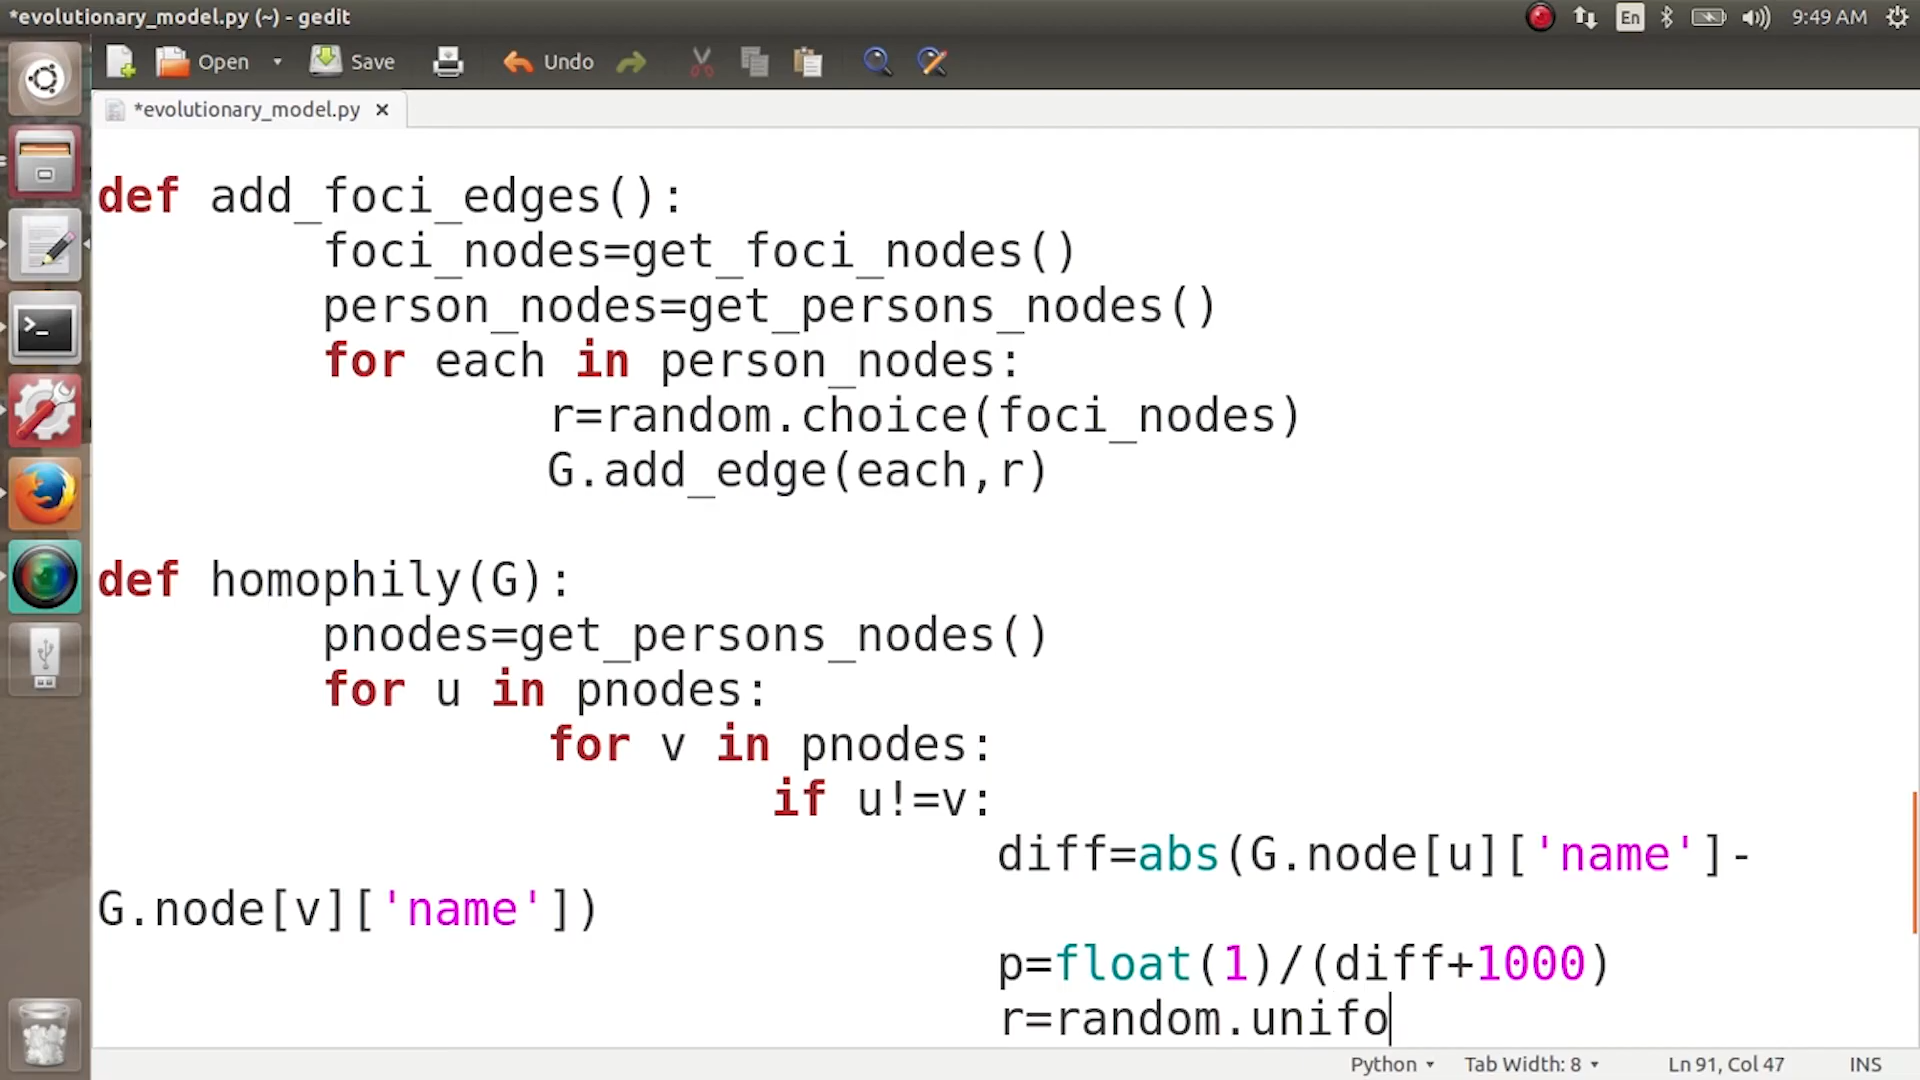 *evolutionary_model.py (~) - gedit
En
9:49 AM
Open
Save
Undo
*evolutionary_model.py
def add_foci_edges():
foci_nodes=get_foci_nodes()
person_nodes=get_persons_nodes()
for each in person_nodes:
r=random.choice(foci_nodes)
G.add_edge(each,r)
def homophily(G):
pnodes=get_persons_nodes()
for u in pnodes:
for v in pnodes:
if u!=v:
diff=abs(G.node[u]['name']-
G.node[v]['name'])
p=float(1)/(diff+1000)
r=random.unifo
Python
Tab Width: 8
Ln 91, Col 47
INS